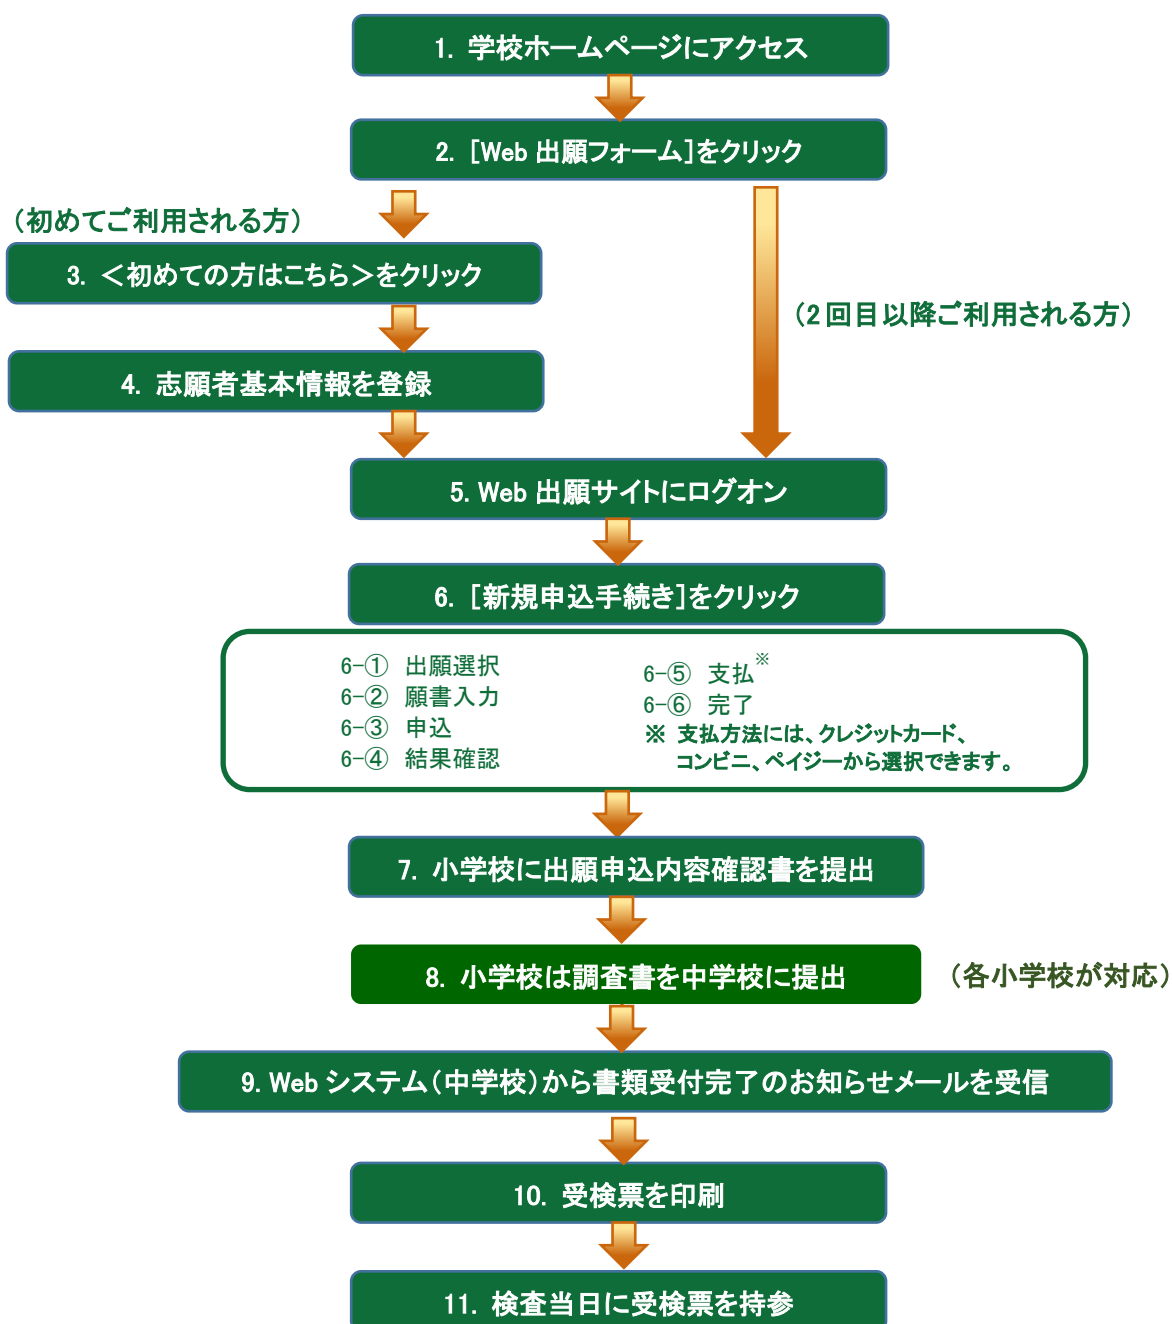 1. 学校ホームページにアクセス
2. [Web 出願フォーム]をクリック
(初めてご利用される方)
3. <初めての方はこちら>をクリック
(2回目以降ご利用される方)
4. 志願者基本情報を登録
5. Web 出願サイトにログオン
6. [新規申込手続き]をクリック
6-① 出願選択
6-② 願書入力
6-③ 申込
6-④ 結果確認
6-⑤ 支払※
6-⑥ 完了
※ 支払方法には、クレジットカード、
コンビニ、ペイジーから選択できます。
7. 小学校に出願申込内容確認書を提出
8. 小学校は調査書を中学校に提出
(各小学校が対応)
9. Web システム(中学校)から書類受付完了のお知らせメールを受信
10. 受検票を印刷
11. 検査当日に受検票を持参